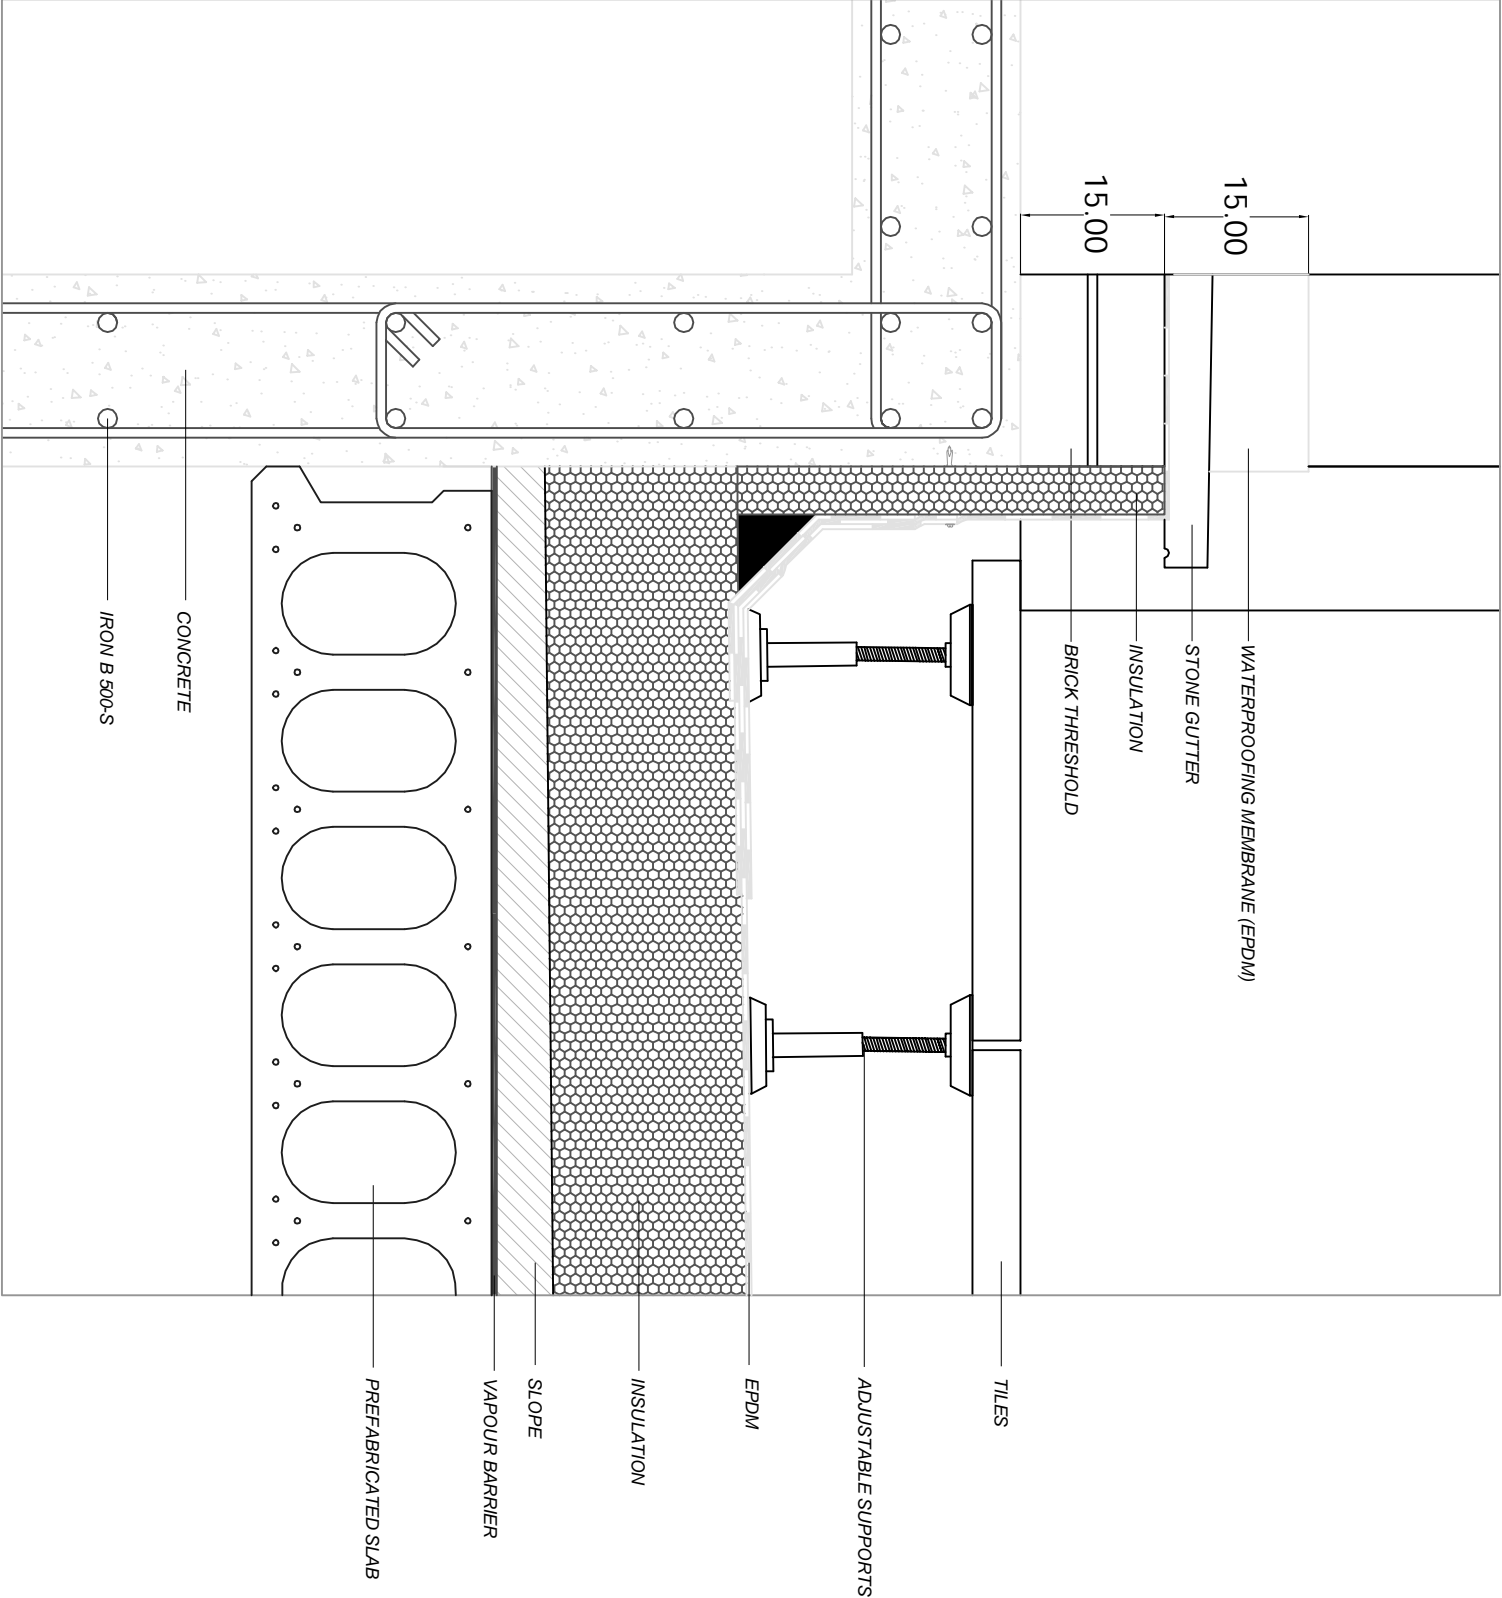 15.00
15.00
WATERPROOFING MEMBRANE (EPDM)
STONE GUTTER
INSULATION
BRICK THRESHOLD
CONCRETE
IRON B 500-S
TILES
ADJUSTABLE SUPPORTS
EPDM
INSULATION
SLOPE
VAPOUR BARRIER
PREFABRICATED SLAB